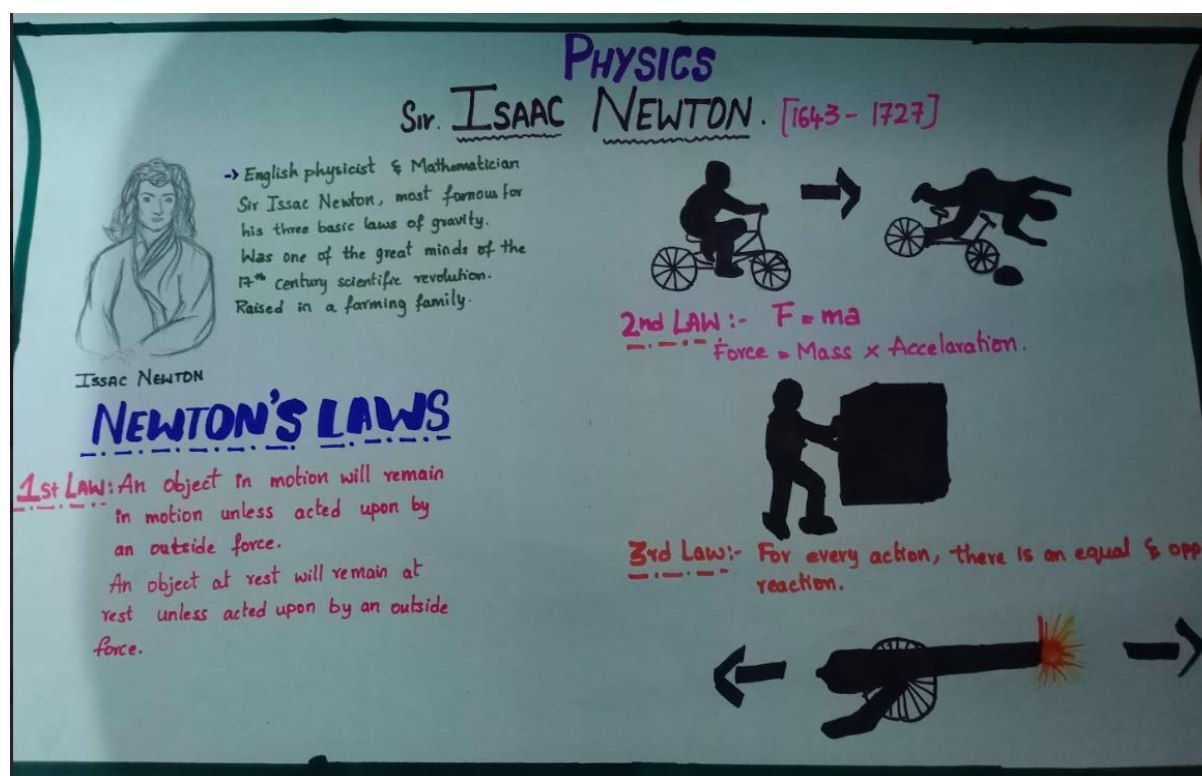 PHYSICS
Sir. ISAAC NEWTON. [1643 - 1727]
→ English physicist & Mathematician
Sir Issac Newton, most famous for
his three basic laws of gravity.
Was one of the great minds of the
17th century scientific revolution.
Raised in a farming family.
ISSAC NEWTON
NEWTON'S LAWS
1st LAW: An object in motion will remain
in motion unless acted upon by
an outside force.
An object at rest will remain at
rest unless acted upon by an outside
force.
2nd LAW :- F = ma
Force = Mass × Accelaration.
3rd Law:- For every action, there is an equal & opp
reaction.